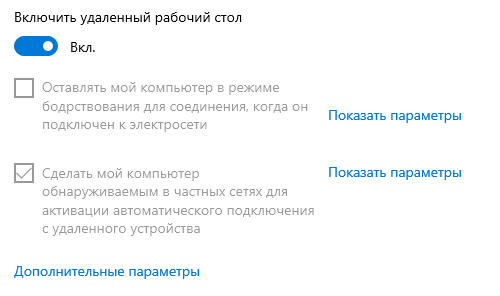 Включить удаленный рабочий стол
Вкл.
Оставлять мой компьютер в режиме
бодрствования для соединения, когда он
подключен к электросети
Показать параметры
Сделать мой компьютер
обнаруживаемым в частных сетях для
активации автоматического подключения
с удаленного устройства
Показать параметры
Дополнительные параметры